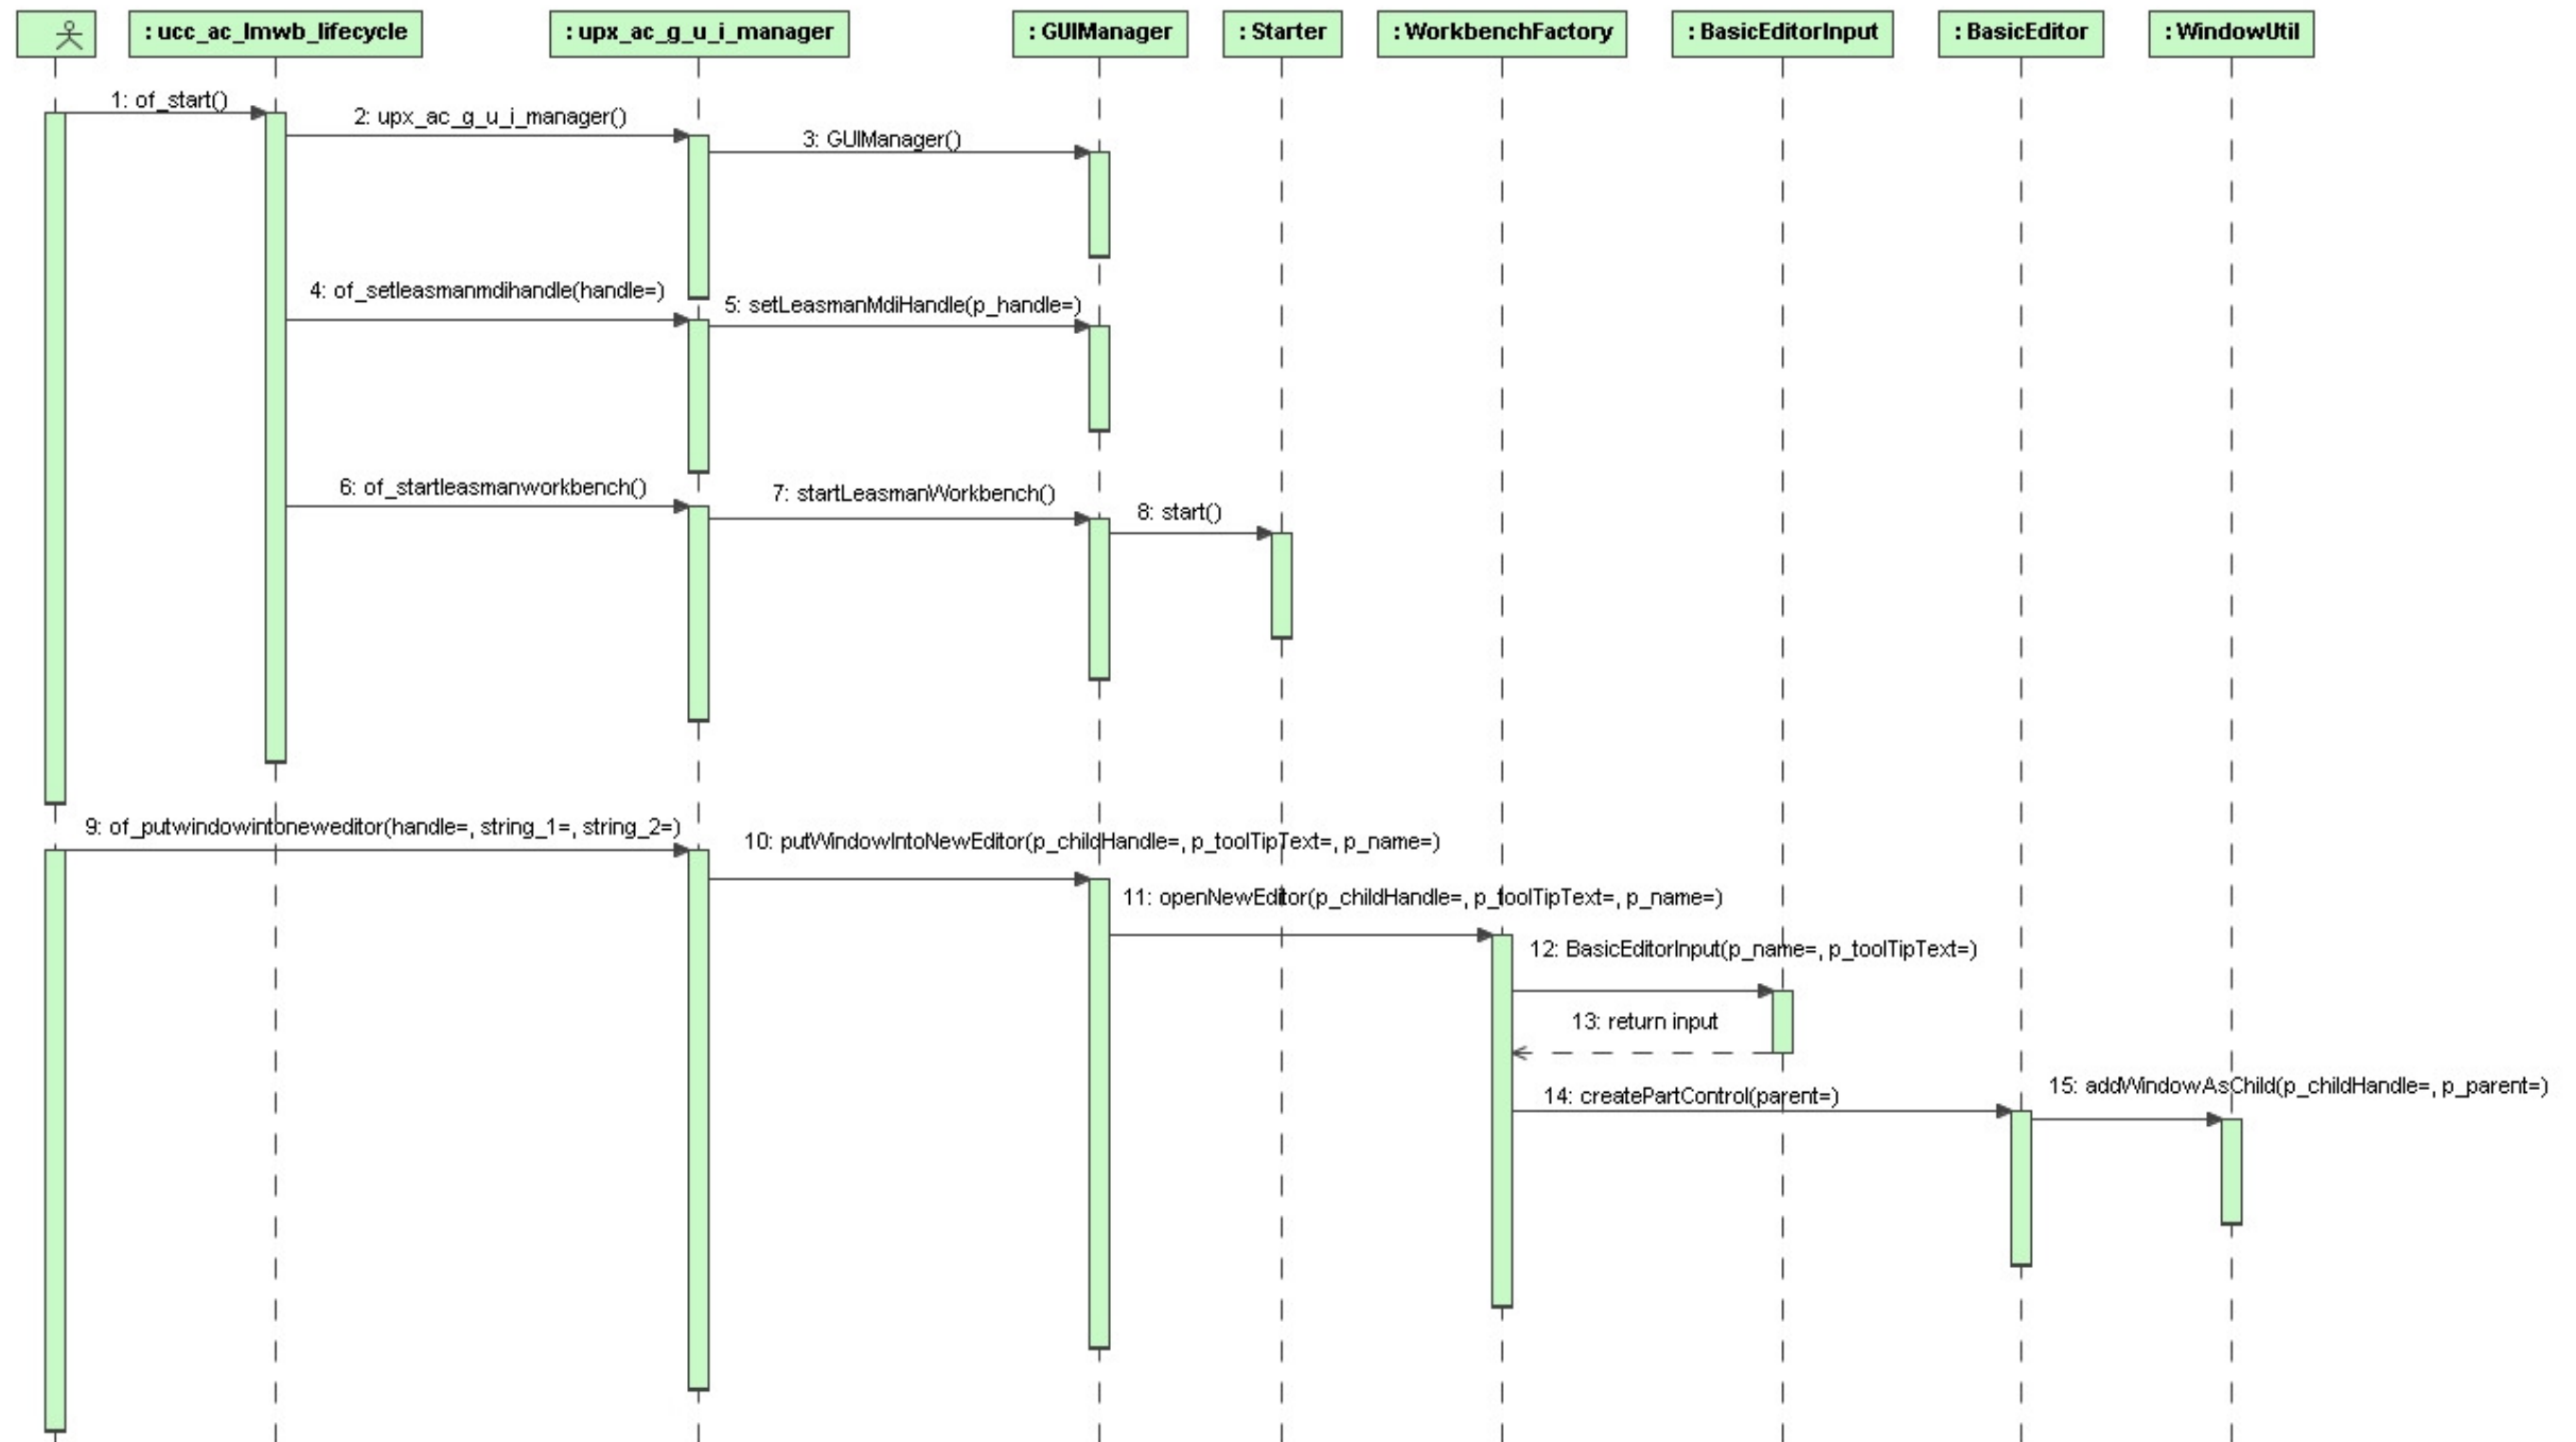 : ucc_ac_lmwb_lifecycle
: upx_ac_g_u_i_manager
: GUIManager
: Starter
: WorkbenchFactory
: BasicEditorInput
: BasicEditor
: WindowUtil
1: of_start()
2: upx_ac_g_u_i_manager()
3: GUIManager()
4: of_setleasmanmdihandle(handle=)
5: setLeasmanMdiHandle(p_handle=)
6: of_startleasmanworkbench()
7: startLeasmanWorkbench()
8: start()
9: of_putwindowintoneweditor(handle=, string_1=, string_2=)
10: putWindowIntoNewEditor(p_childHandle=, p_toolTipText=, p_name=)
11: openNewEditor(p_childHandle=, p_toolTipText=, p_name=)
12: BasicEditorInput(p_name=, p_toolTipText=)
13: return input
14: createPartControl(parent=)
15: addWindowAsChild(p_childHandle=, p_parent=)